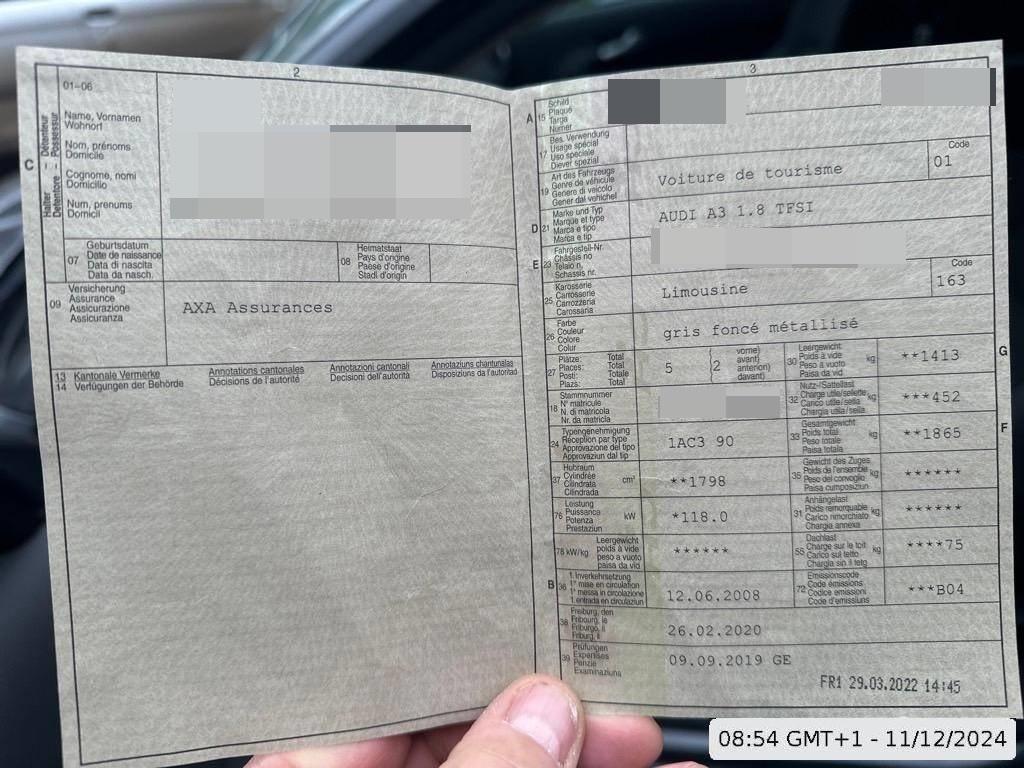 2
01-06
C
Halter Détenteur
Detentore Possessur
Name, Vornamen
Wohnort
Nom, prénoms
Domicile
Cognome, nomi
Domicilio
Num, prenums
Domicil
07
Geburtsdatum
Date de naissance
Data di nascita
Data da nasch.
08
Heimatstaat
Pays d'origine
Paese d'origine
Stadi d'origin
09
Versicherung
Assurance
Assicurazione
Assicuranza
AXA Assurances
13 Kantonale Vermerke
14 Verfügungen der Behörde
Annotations cantonales
Décisions de l'autorité
Annotazioni cantonali
Decisioni dell'autorità
Annotaziuns chantunalas
Disposiziuns da l'autoritad
3
A
15
Schild
Plaque
Targa
Numer
17
Bes. Verwendung
Usage spécial
Uso speciale
Diever spezial
19
Art des Fahrzeugs
Genre de véhicule
Genere di veicolo
Gener dal vehichel
Voiture de tourisme
Code
01
D
21
Marke und Typ
Marque et type
Marca e tipo
Marca e tip
AUDI A3 1.8 TFSI
E
23
Fahrgestell-Nr.
Châssis no
Telaio n.
Schassis nr.
25
Karosserie
Carrosserie
Carrozzeria
Carossaria
Limousine
Code
163
26
Farbe
Couleur
Colore
Colur
gris foncé métallisé
27
Plätze: Total
Places: Total
Posti: Totale
Plazs: Total
5
vorne)
avant)
anteriori)
davant)
2
30
Leergewicht
Poids à vide
Peso a vuoto
Paisa da vid
kg
**1413
G
18
Stammnummer
N° matricule
N. di matricola
Nr. da matricla
32
Nutz-/Sattellast
Charge utile/sellette
Carico utile/sella
Chargia utila/sella
kg
***452
24
Typengenehmigung
Réception par type
Approvazione del tipo
Approvaziun dal tip
1AC3 90
33
Gesamtgewicht
Poids total
Peso totale
Paisa totala
kg
**1865
F
37
Hubraum
Cylindrée
Cilindrata
Cilindrada
cm³
**1798
35
Gewicht des Zuges
Poids de l'ensemble
Peso del convoglio
Paisa cumposiziun
kg
******
76
Leistung
Puissance
Potenza
Prestaziun
kW
*118.0
31
Anhängelast
Poids remorquable
Carico rimorchiato
Chargia annexa
kg
******
78 kW/kg
Leergewicht
poids à vide
peso a vuoto
paisa da vid
******
55
Dachlast
Charge sur le toit
Carico sul tetto
Chargia sin il tetg
kg
****75
B
36
1. Inverkehrsetzung
1re mise en circulation
1a messa in circolazione
1. entrada en circulaziun
12.06.2008
72
Emissionscode
Code émissions
Codice emissioni
Code d'emissiuns
***B04
38
Freiburg, den
Fribourg, le
Friburgo, il
Friburg, il
26.02.2020
39
Prüfungen
Expertises
Perizie
Examinaziuns
09.09.2019 GE
FR1 29.03.2022 14:45
08:54 GMT+1 - 11/12/2024